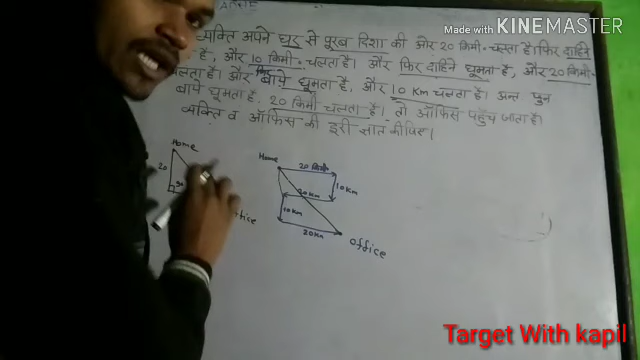 Made with KINEMASTER
व्यक्ति अपने घर से पूरब दिशा की ओर 20 किमी. चलता है। फिर दाहिने
है, और 10 किमी. चलता है। और फिर दाहिने घूमता है, और 20 किमी.
चलता है। और बायें घूमता है, और 10 Km चलता है। अन्त पुन
बायें घूमता है. 20 किमी चलता है। तो ऑफिस पहुँच जाता है।
व्यक्ति व ऑफिस की दूरी ज्ञात कीजिए।
Home
20
90
Home
20 किमी
10 Km
20 Km
10 Km
20 Km
Office
Target With kapil